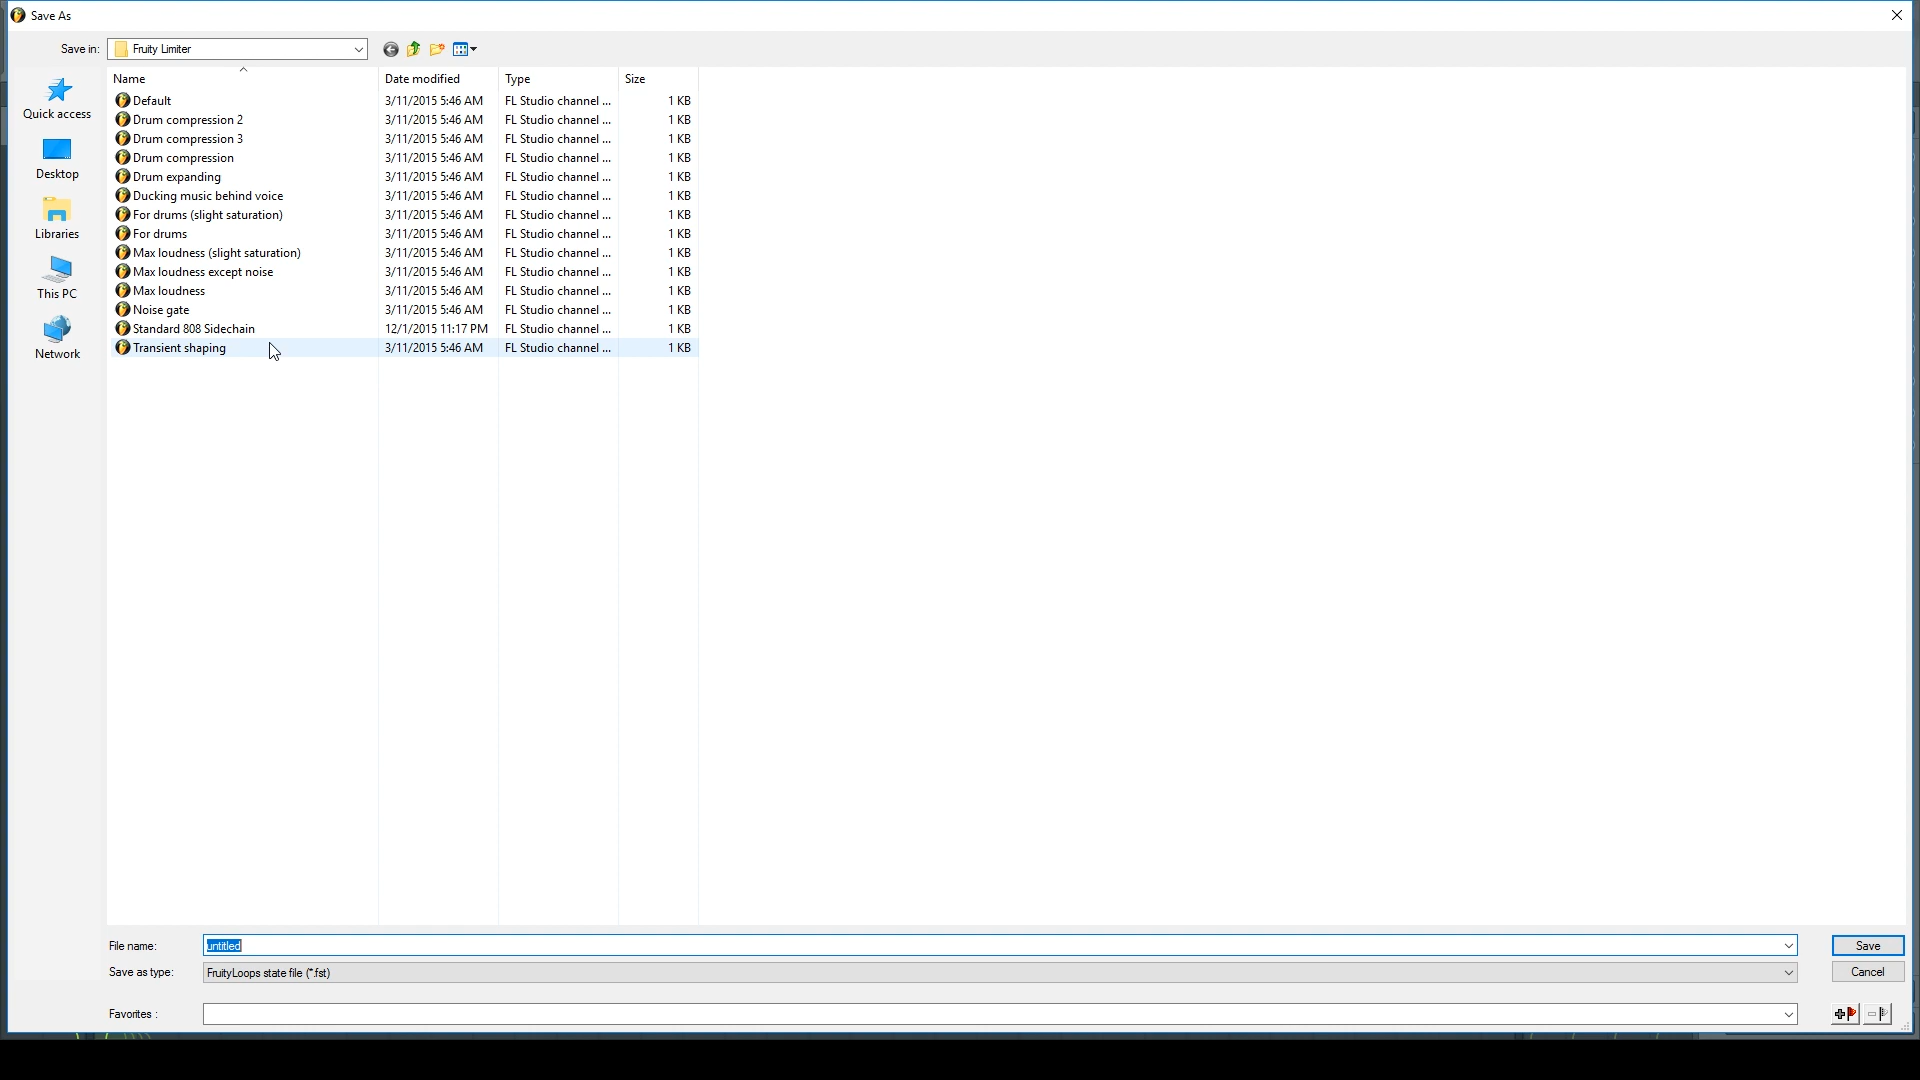 Save As
Save in: Fruity Limiter
Name Date modified Type Size
Default 3/11/2015 5:46 AM FL Studio channel ... 1 KB
Drum compression 2 3/11/2015 5:46 AM FL Studio channel ... 1 KB
Drum compression 3 3/11/2015 5:46 AM FL Studio channel ... 1 KB
Drum compression 3/11/2015 5:46 AM FL Studio channel ... 1 KB
Drum expanding 3/11/2015 5:46 AM FL Studio channel ... 1 KB
Ducking music behind voice 3/11/2015 5:46 AM FL Studio channel ... 1 KB
For drums (slight saturation) 3/11/2015 5:46 AM FL Studio channel ... 1 KB
For drums 3/11/2015 5:46 AM FL Studio channel ... 1 KB
Max loudness (slight saturation) 3/11/2015 5:46 AM FL Studio channel ... 1 KB
Max loudness except noise 3/11/2015 5:46 AM FL Studio channel ... 1 KB
Max loudness 3/11/2015 5:46 AM FL Studio channel ... 1 KB
Noise gate 3/11/2015 5:46 AM FL Studio channel ... 1 KB
Standard 808 Sidechain 12/1/2015 11:17 PM FL Studio channel ... 1 KB
Transient shaping 3/11/2015 5:46 AM FL Studio channel ... 1 KB
Quick access
Desktop
Libraries
This PC
Network
File name: untitled Save
Save as type: FruityLoops state file (*.fst) Cancel
Favorites :